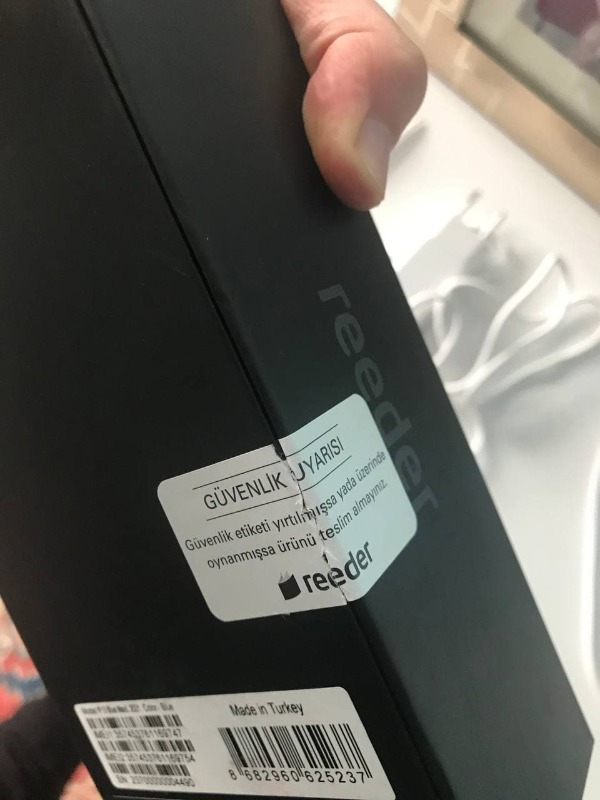 reeder
GÜVENLİK UYARISI
Güvenlik etiketi yırtılmışsa yada üzerinde
oynanmışsa ürünü teslim almayınız.
reeder
Made in Turkey
8 682960 625237